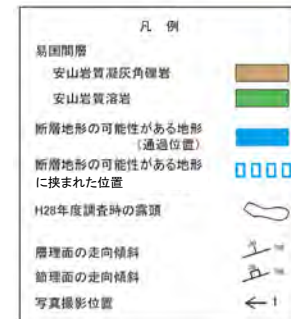 凡 例
易国間層
安山岩質凝灰角礫岩
安山岩質溶岩
断層地形の可能性がある地形
(通過位置)
断層地形の可能性がある地形
に挟まれた位置
H28年度調査時の露頭
層理面の走向傾斜
節理面の走向傾斜
写真撮影位置
1